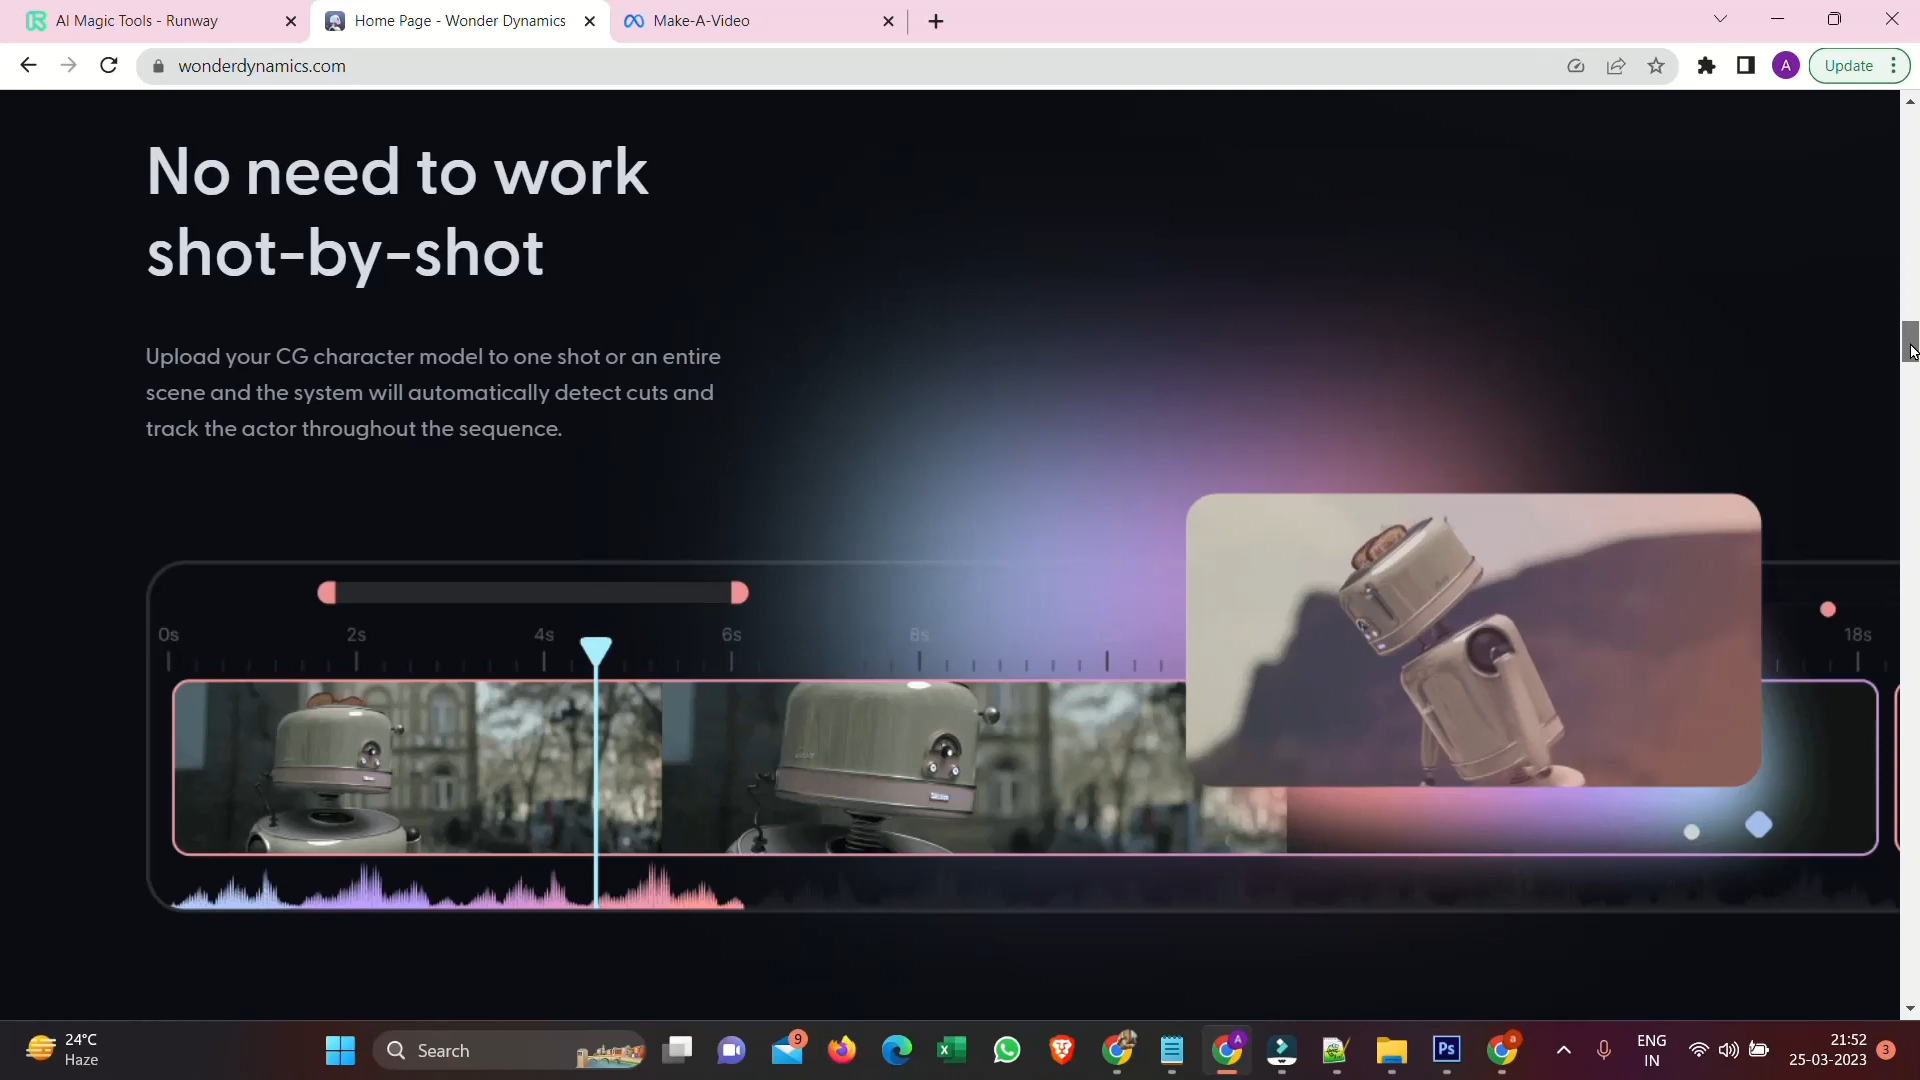 AI Magic Tools - Runway
Home Page - Wonder Dynamics
Make-A-Video
wonderdynamics.com
A
Update
No need to work
shot-by-shot
Upload your CG character model to one shot or an entire
scene and the system will automatically detect cuts and
track the actor throughout the sequence.
0s 2s 4s 6s 8s 18s
24°C
Haze
Search
9
A
Ps
a
ENG
IN
21:52
25-03-2023
3